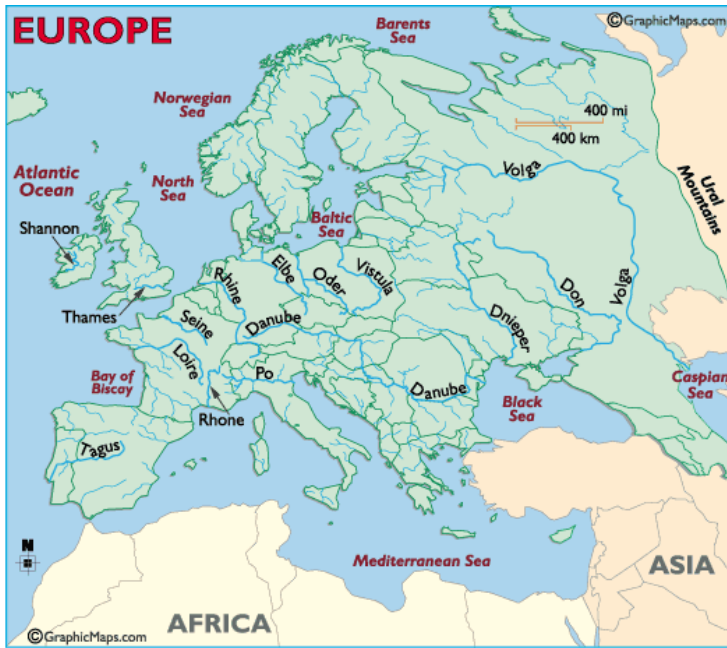 EUROPE
Barents
Sea
©GraphicMaps.com
Norwegian
Sea
400 mi
400 km
Volga
Ural
Mountains
Atlantic
Ocean
North
Sea
Baltic
Sea
Shannon
Thames
Rhine
Elbe
Oder
Vistula
Don
Volga
Seine
Danube
Dnieper
Loire
Po
Bay of
Biscay
Danube
Caspian
Sea
Rhone
Black
Sea
Tagus
N
Mediterranean Sea
ASIA
AFRICA
©GraphicMaps.com